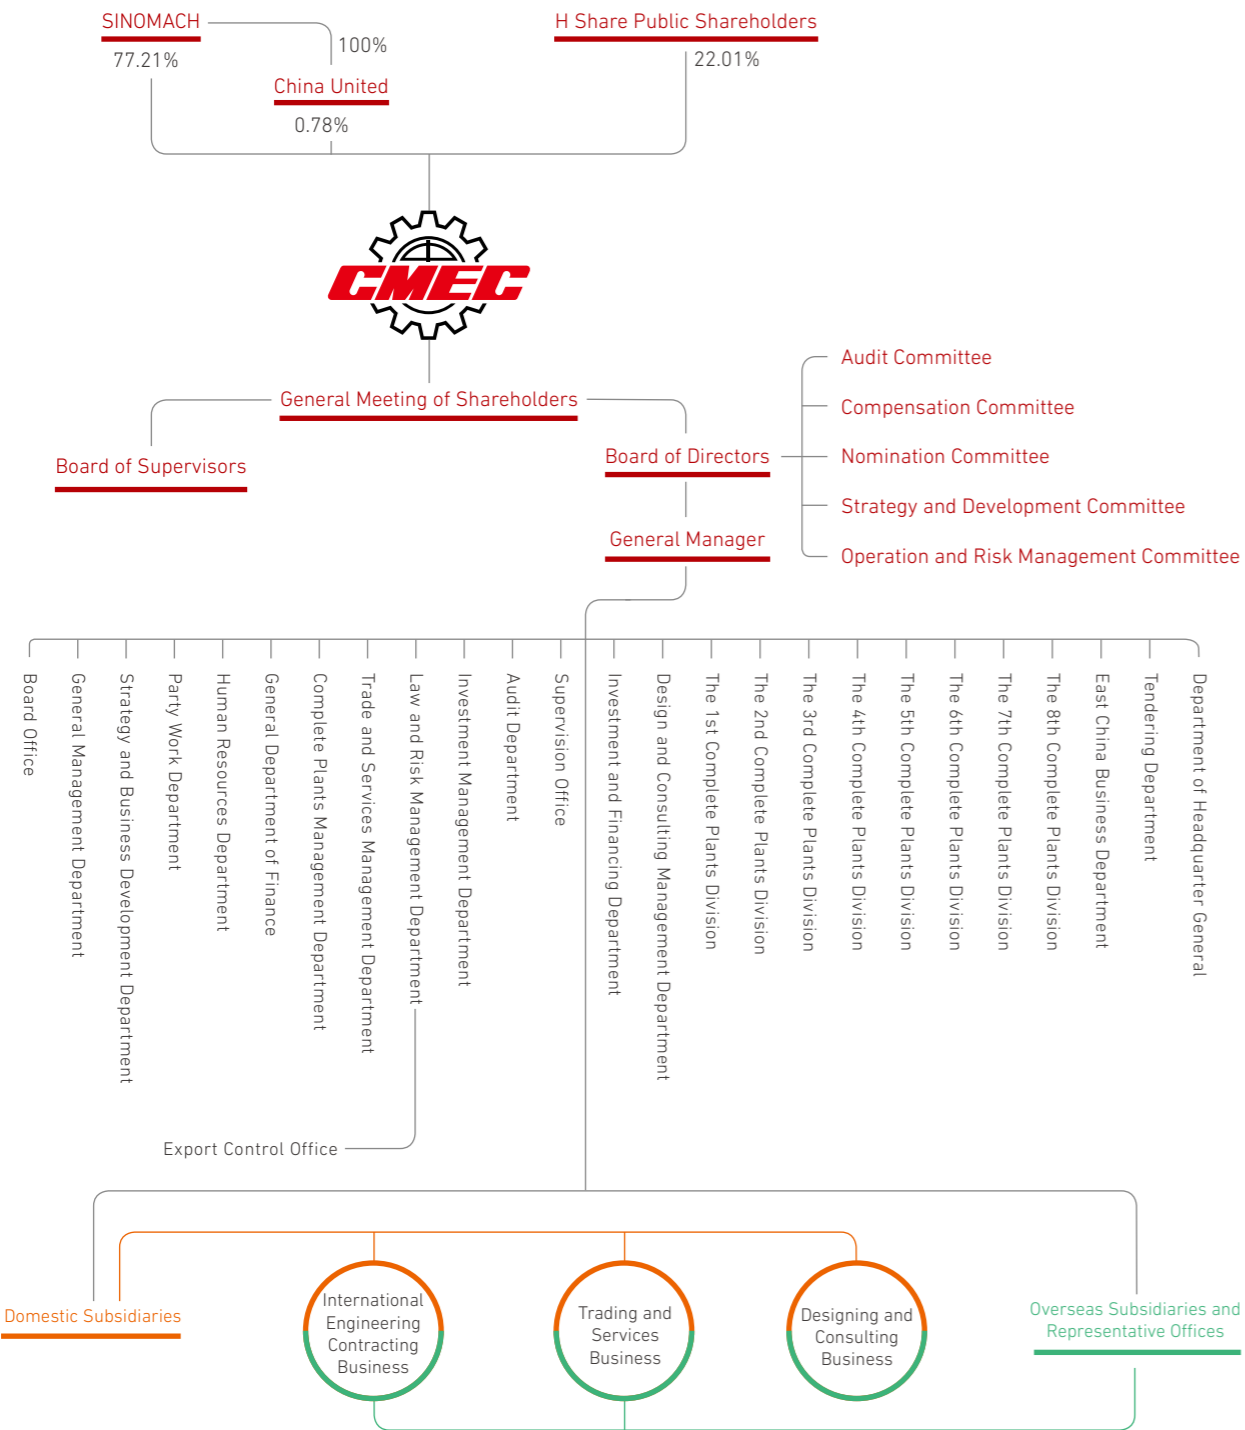 SINOMACH
77.21%
100%
China United
0.78%
H Share Public Shareholders
22.01%
CMEC
General Meeting of Shareholders
Board of Supervisors
Board of Directors
General Manager
Audit Committee
Compensation Committee
Nomination Committee
Strategy and Development Committee
Operation and Risk Management Committee
Board Office
General Management Department
Strategy and Business Development Department
Party Work Department
Human Resources Department
General Department of Finance
Complete Plants Management Department
Trade and Services Management Department
Law and Risk Management Department
Investment Management Department
Audit Department
Supervision Office
Investment and Financing Department
Design and Consulting Management Department
The 1st Complete Plants Division
The 2nd Complete Plants Division
The 3rd Complete Plants Division
The 4th Complete Plants Division
The 5th Complete Plants Division
The 6th Complete Plants Division
The 7th Complete Plants Division
The 8th Complete Plants Division
East China Business Department
Tendering Department
Department of Headquarter General
Export Control Office
Domestic Subsidiaries
International
Engineering
Contracting
Business
Trading and
Services
Business
Designing and
Consulting
Business
Overseas Subsidiaries and
Representative Offices